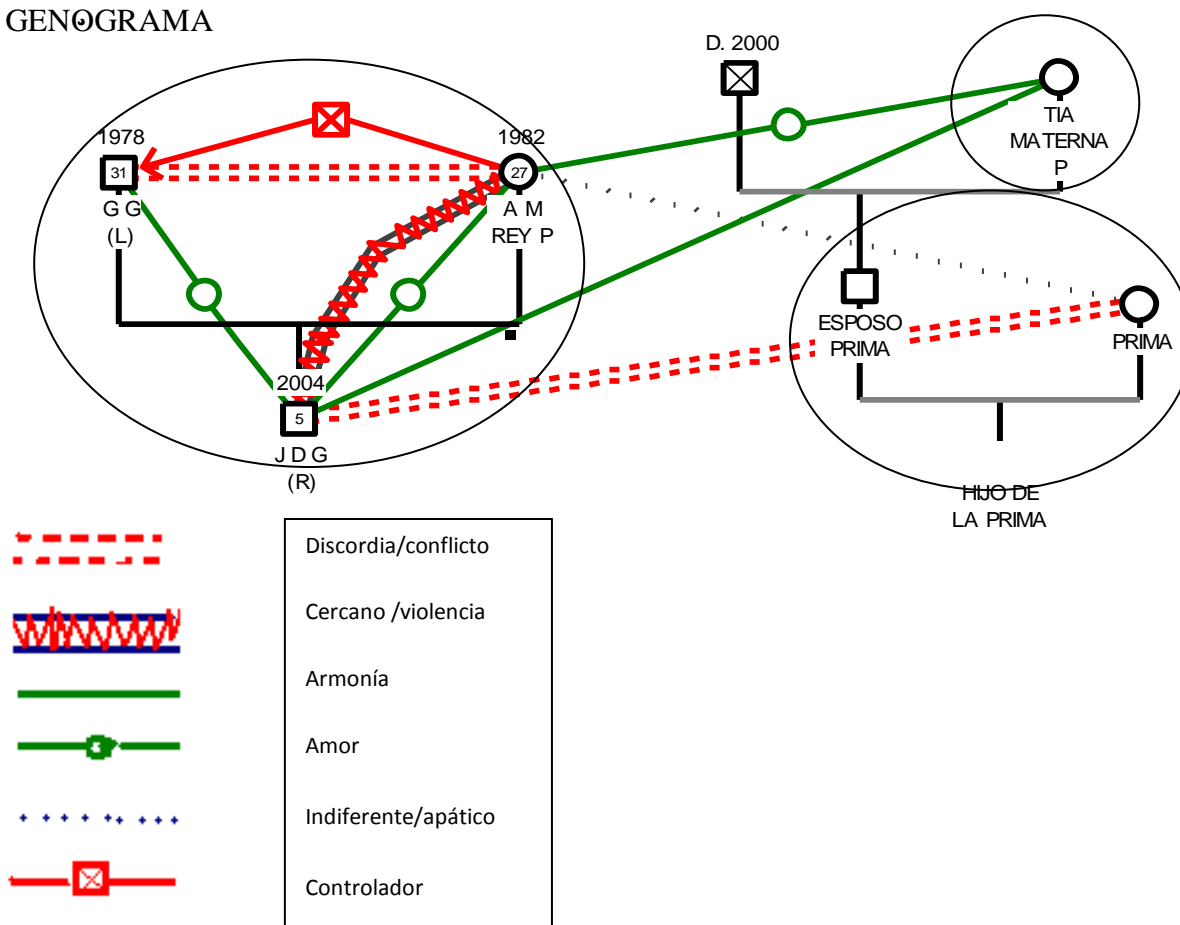 GENOGRAMA
D. 2000
1978
1982
31
27
G G
(L)
A M
REY P
TIA
MATERNA
P
ESPOSO
PRIMA
PRIMA
2004
5
J D G
(R)
HIJO DE
LA PRIMA
Discordia/conflicto
Cercano /violencia
Armonía
Amor
Indiferente/apático
Controlador